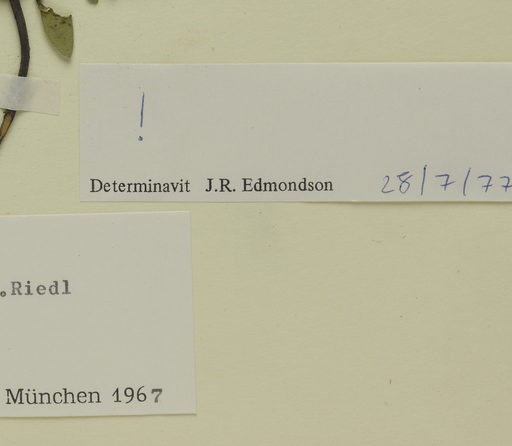 !
Determinavit J.R. Edmondson 28/7/77
.Riedl
München 1967